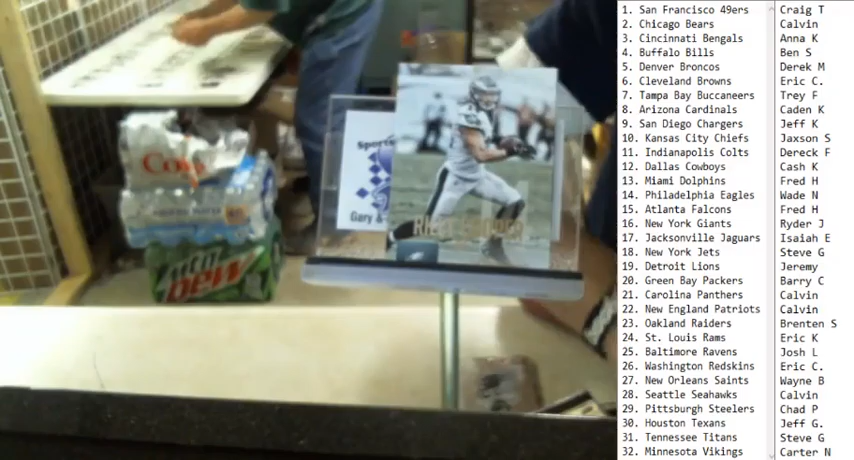 1. San Francisco 49ers Craig T
2. Chicago Bears Calvin
3. Cincinnati Bengals Anna K
4. Buffalo Bills Ben S
5. Denver Broncos Derek M
6. Cleveland Browns Eric C.
7. Tampa Bay Buccaneers Trey F
8. Arizona Cardinals Caden K
9. San Diego Chargers Jeff K
10. Kansas City Chiefs Jaxson S
11. Indianapolis Colts Dereck F
12. Dallas Cowboys Cash K
13. Miami Dolphins Fred H
14. Philadelphia Eagles Wade N
15. Atlanta Falcons Fred H
16. New York Giants Ryder J
17. Jacksonville Jaguars Isaiah E
18. New York Jets Steve G
19. Detroit Lions Jeremy
20. Green Bay Packers Barry C
21. Carolina Panthers Calvin
22. New England Patriots Calvin
23. Oakland Raiders Brenten S
24. St. Louis Rams Eric K
25. Baltimore Ravens Josh L
26. Washington Redskins Eric C.
27. New Orleans Saints Wayne B
28. Seattle Seahawks Calvin
29. Pittsburgh Steelers Chad P
30. Houston Texans Jeff G.
31. Tennessee Titans Steve G
32. Minnesota Vikings Carter N
Coke
Sports
Gary &
DEW